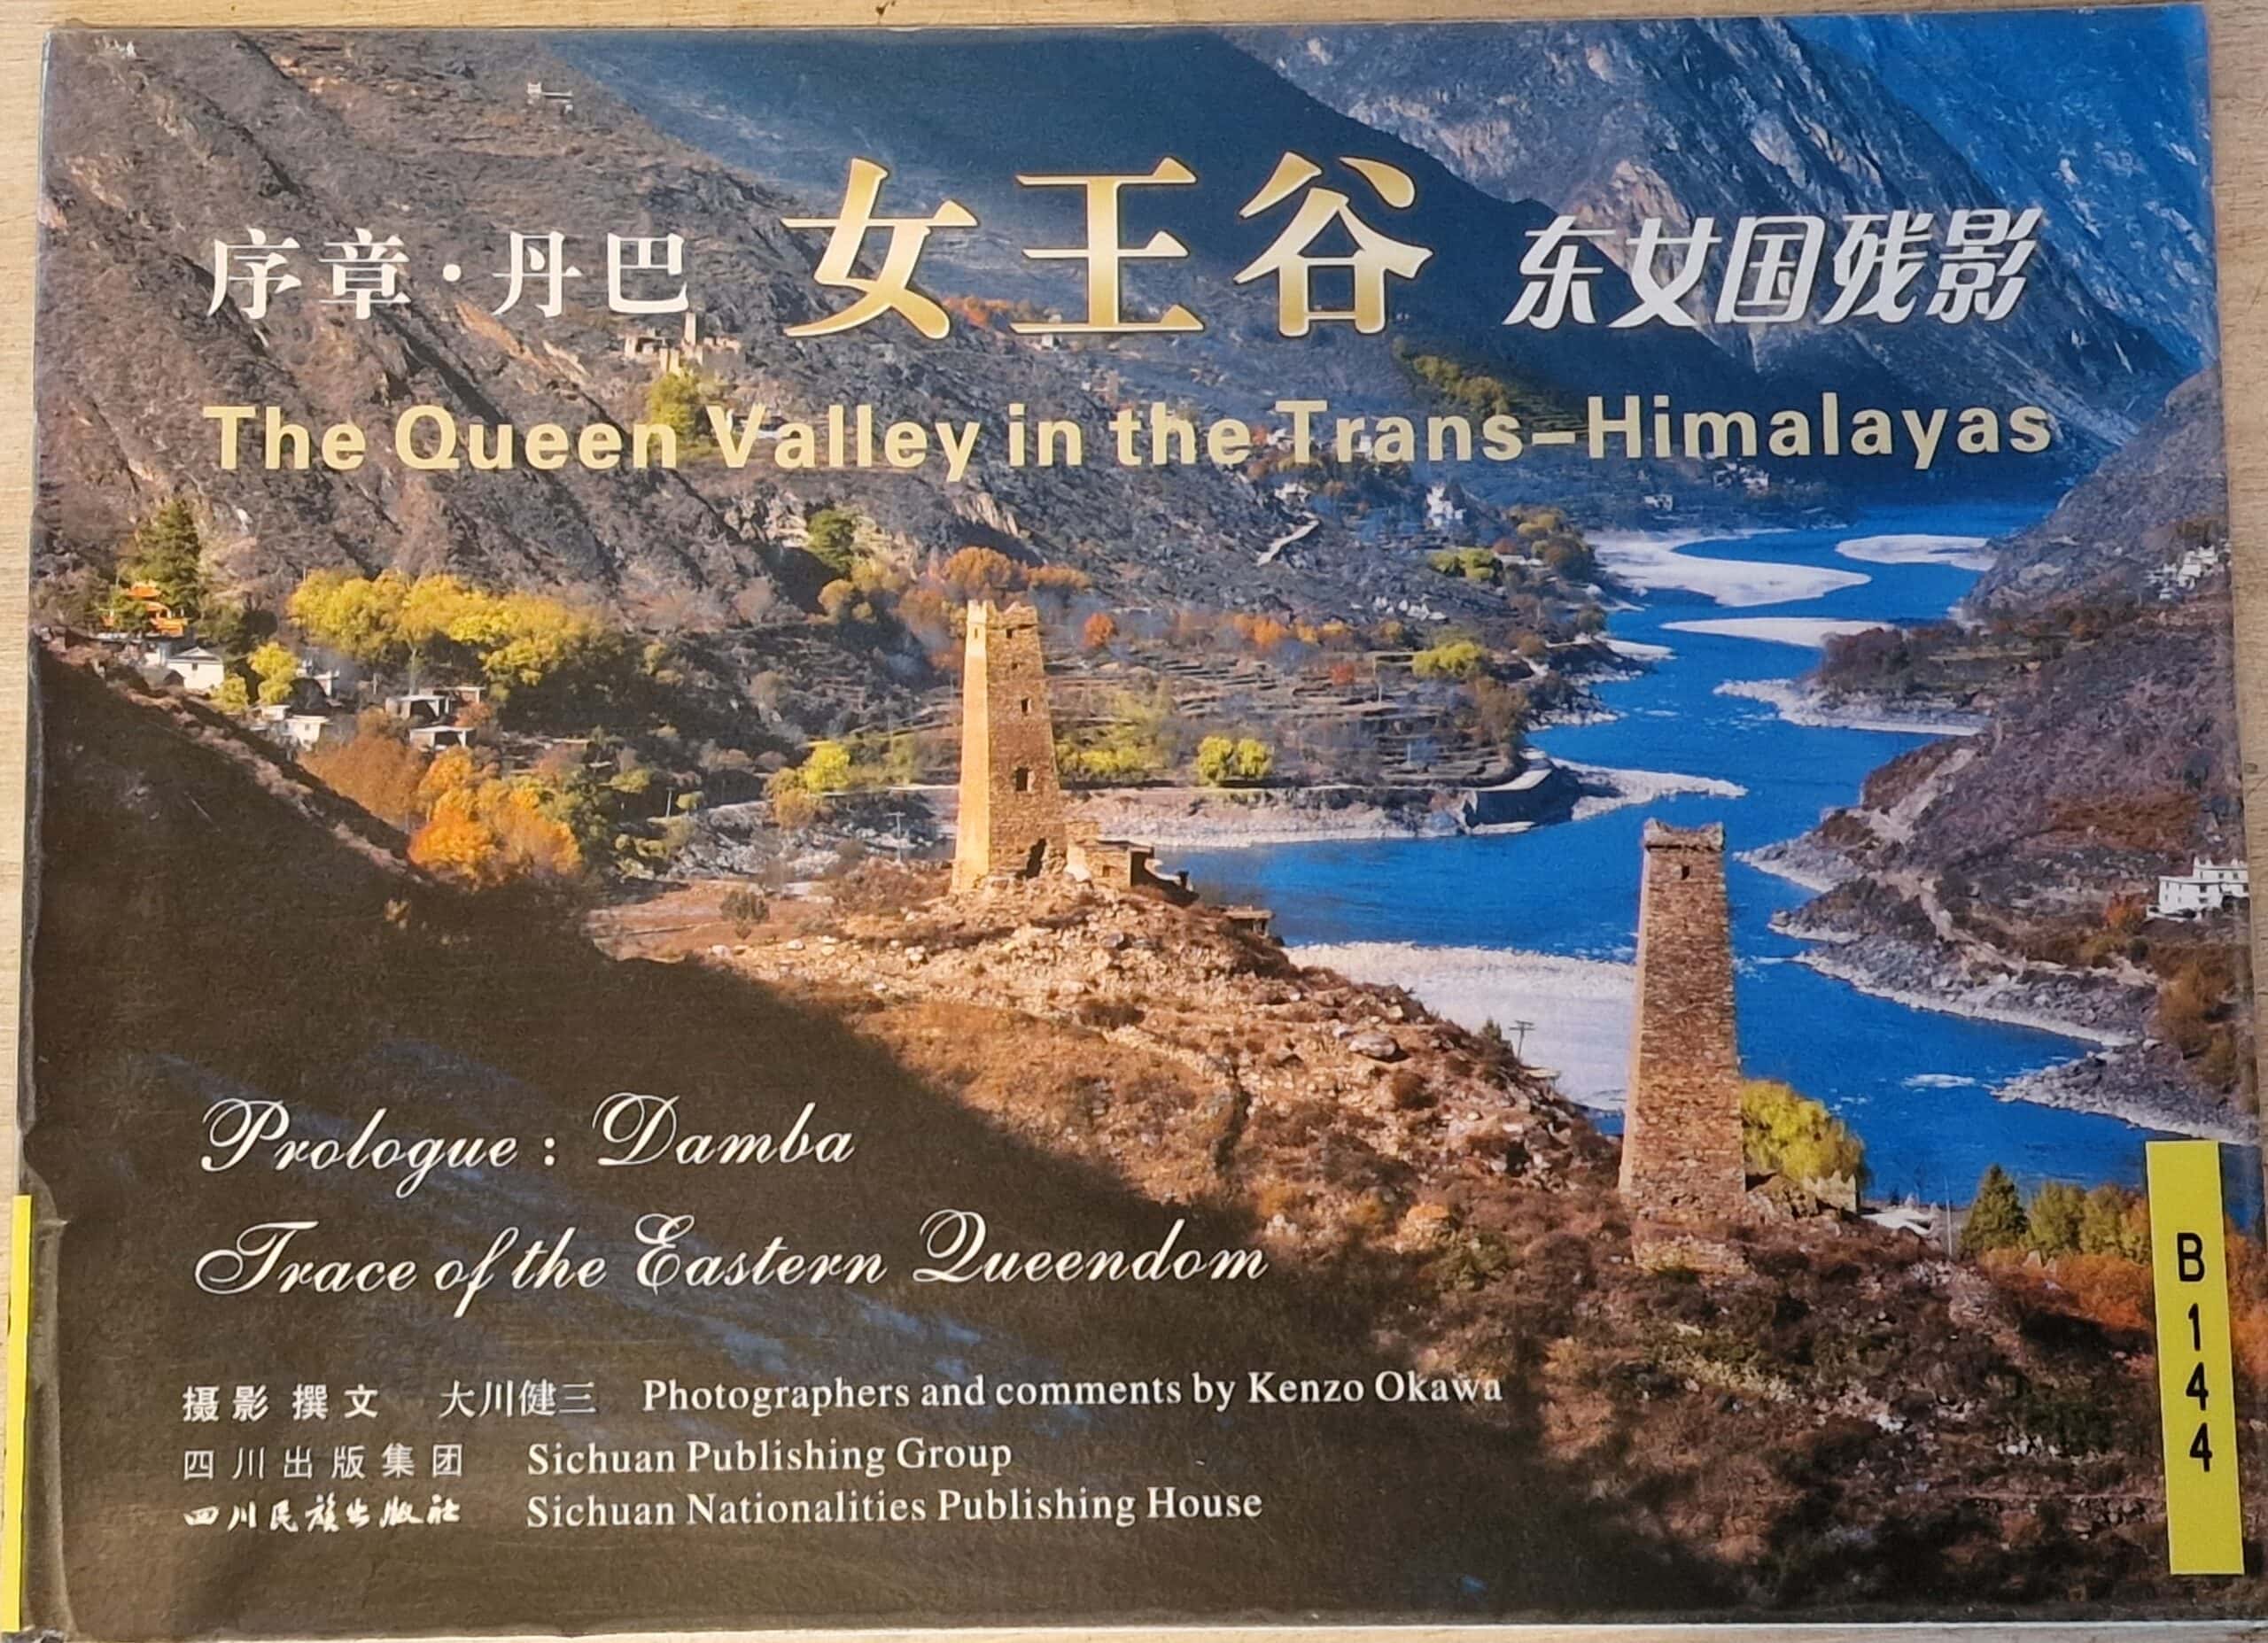 序章·丹巴 女王谷 东女国残影
The Queen Valley in the Trans-Himalayas
Prologue : Damba
Trace of the Eastern Queendom
摄影 撰文 大川健三 Photographers and comments by Kenzo Okawa
四川出版集团 Sichuan Publishing Group
四川民族出版社 Sichuan Nationalities Publishing House
B144